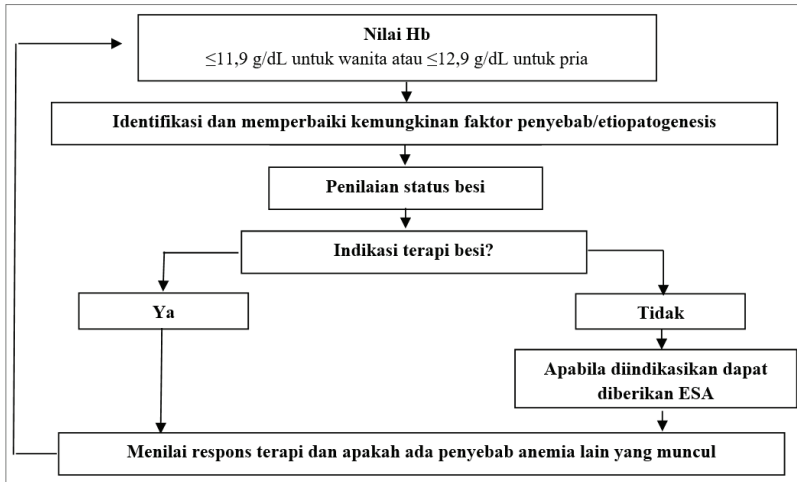 Nilai Hb
≤11,9 g/dL untuk wanita atau ≤12,9 g/dL untuk pria
Identifikasi dan memperbaiki kemungkinan faktor penyebab/etiopatogenesis
Penilaian status besi
Indikasi terapi besi?
Ya
Tidak
Apabila diindikasikan dapat
diberikan ESA
Menilai respons terapi dan apakah ada penyebab anemia lain yang muncul